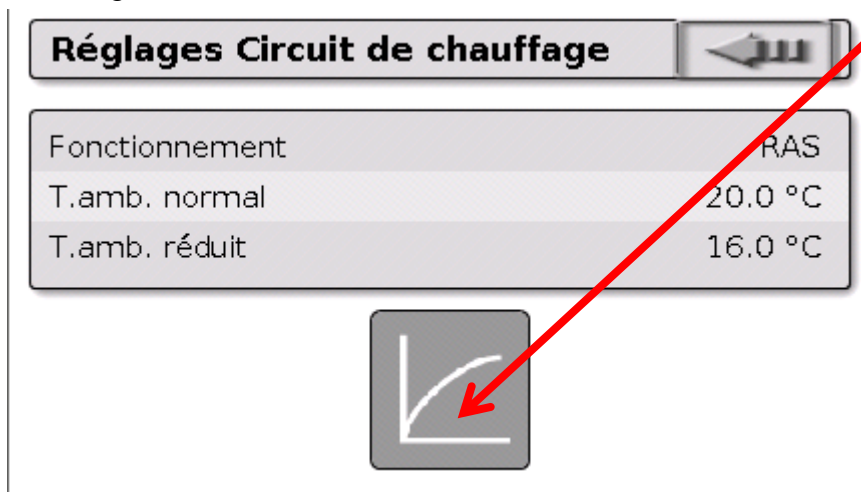 Réglages Circuit de chauffage
Fonctionnement RAS
T.amb. normal 20.0 °C
T.amb. réduit 16.0 °C